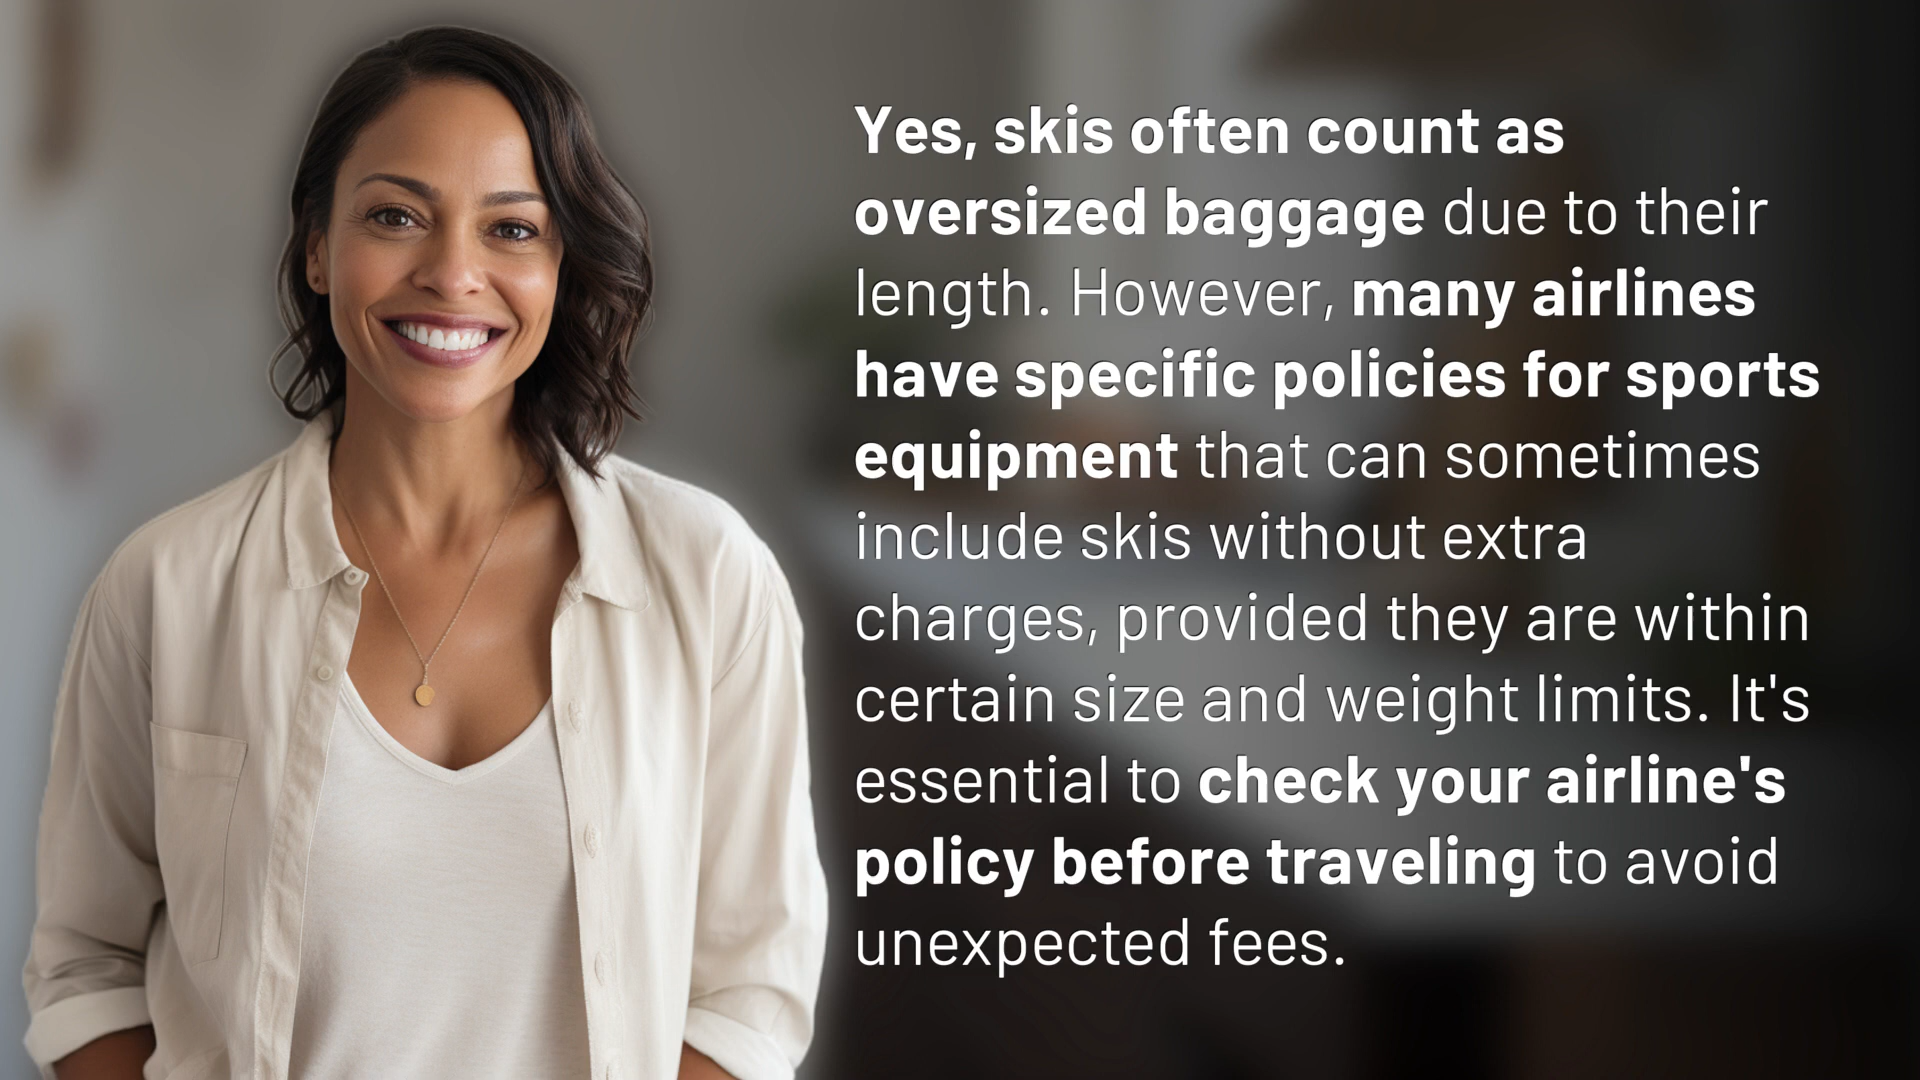 Yes, skis often count as
oversized baggage due to their
length. However, many airlines
have specific policies for sports
equipment that can sometimes
include skis without extra
charges, provided they are within
certain size and weight limits. It's
essential to check your airline's
policy before traveling to avoid
unexpected fees.